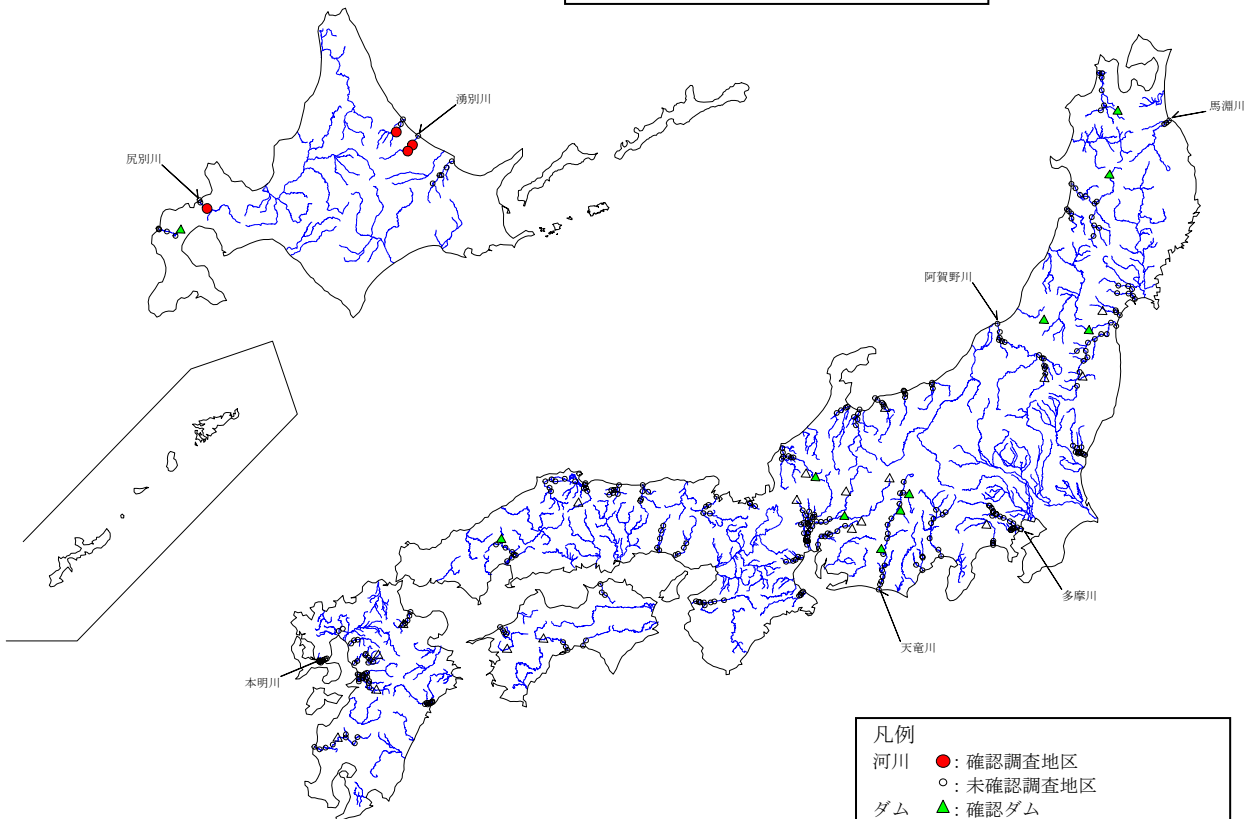 湧別川
馬淵川
尻別川
阿賀野川
多摩川
天竜川
本明川
凡例
河川 ●: 確認調査地区
○: 未確認調査地区
ダム ▲: 確認ダム